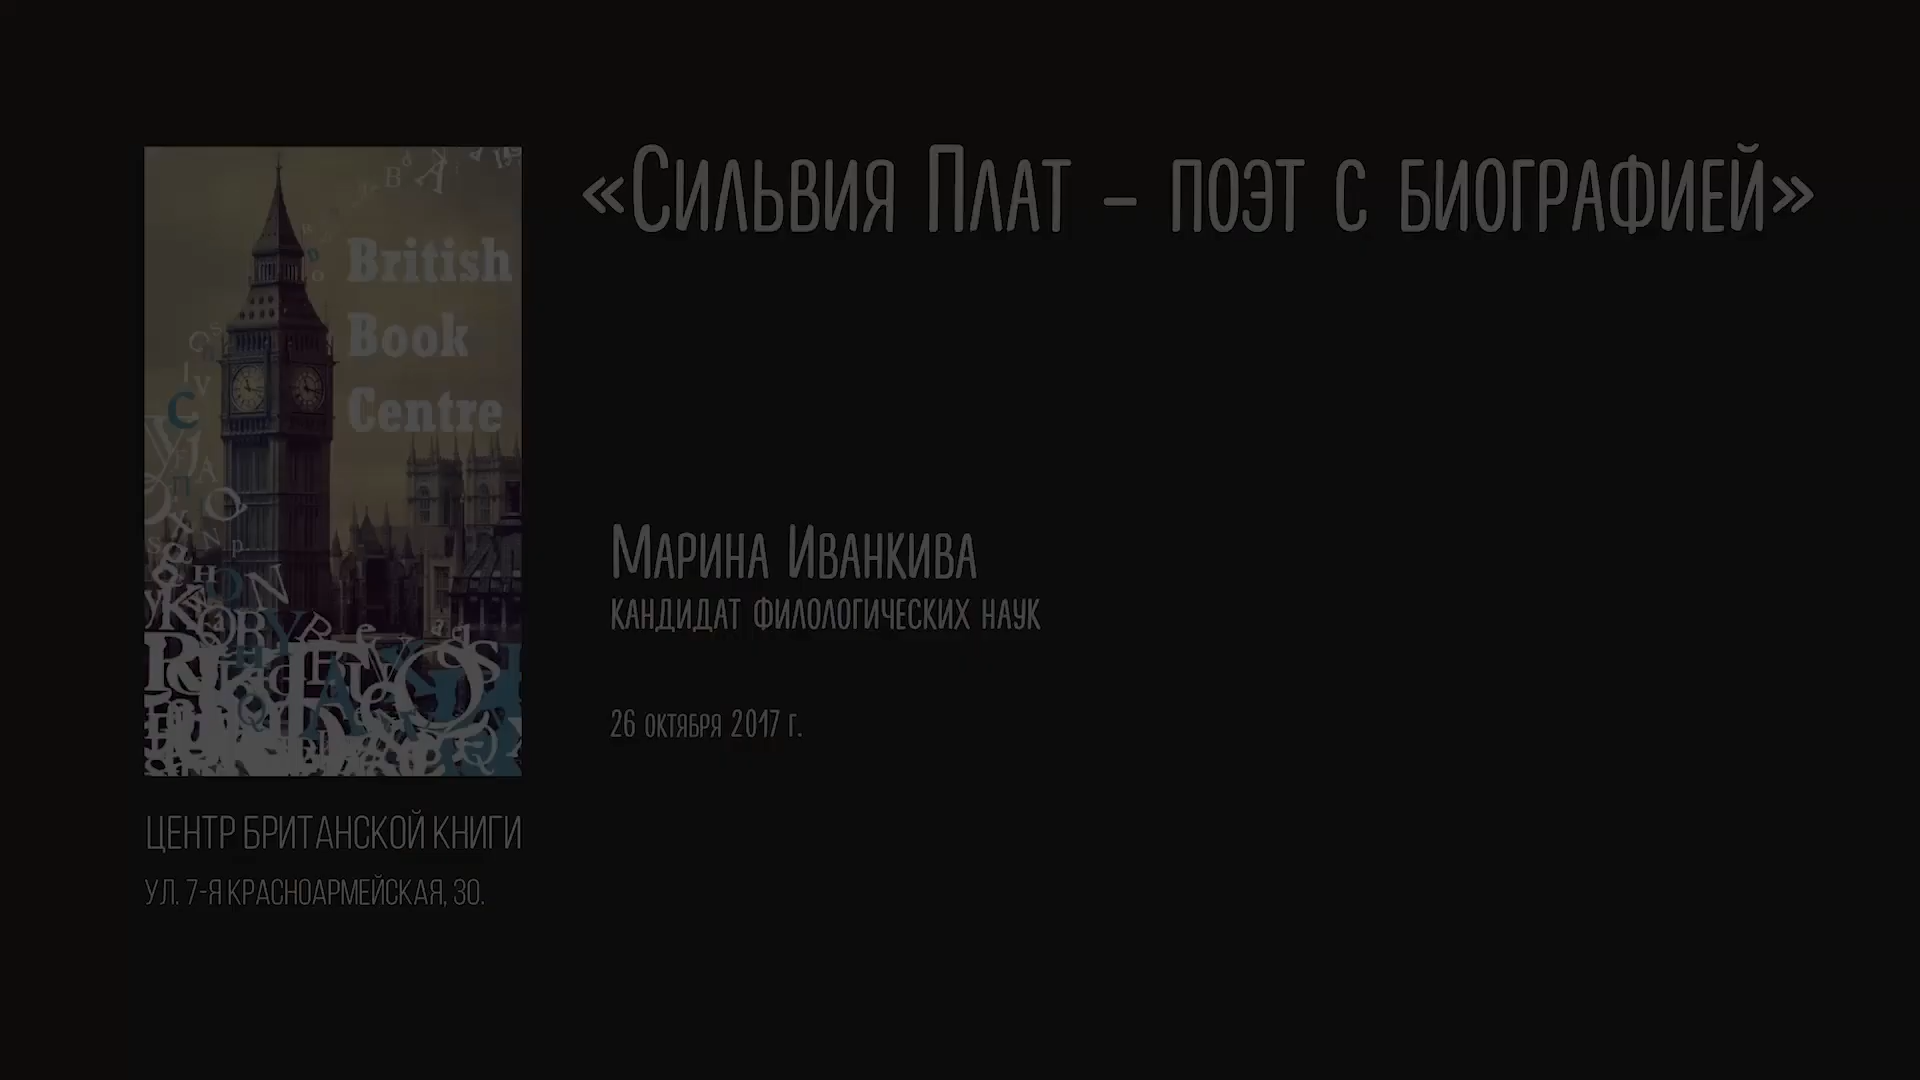 «Сильвия Плат – поэт с биографией»
British
Book
Centre
Марина Иванкива
кандидат филологических наук
26 октября 2017 г.
ЦЕНТР БРИТАНСКОЙ КНИГИ
УЛ. 7-Я КРАСНОАРМЕЙСКАЯ, 30.